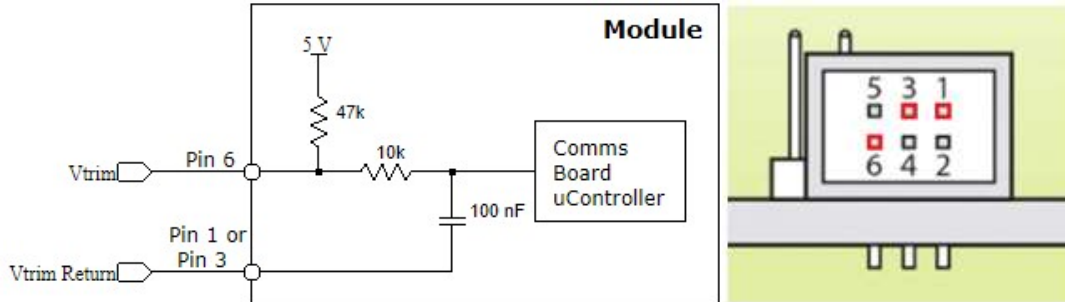 Module
5 V
47k
10k
Vtrim
Pin 6
Comms
Board
uController
100 nF
Pin 1 or
Pin 3
Vtrim Return
5 3 1
6 4 2